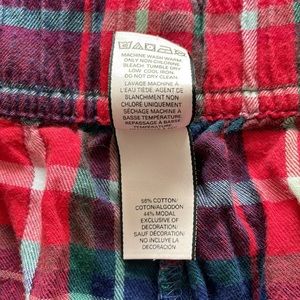 MACHINE WASH WARM
ONLY NON-CHLORINE
BLEACH TUMBLE DRY
LOW COOL IRON
DO NOT DRY CLEAN
LAVAGE MACHINE À
L'EAU TIÈDE AGENT DE
BLANCHIMENT NON
CHLORÉ UNIQUEMENT
SÉCHAGE MACHINE À
BASSE TEMPÉRATURE
REPASSAGE À BASSE
TEMPÉRATURE
56% COTTON/
COTON/ALGODON
44% MODAL
EXCLUSIVE OF
DECORATION/
SAUF DÉCORATION/
NO INCLUYE LA
DECORACIÓN